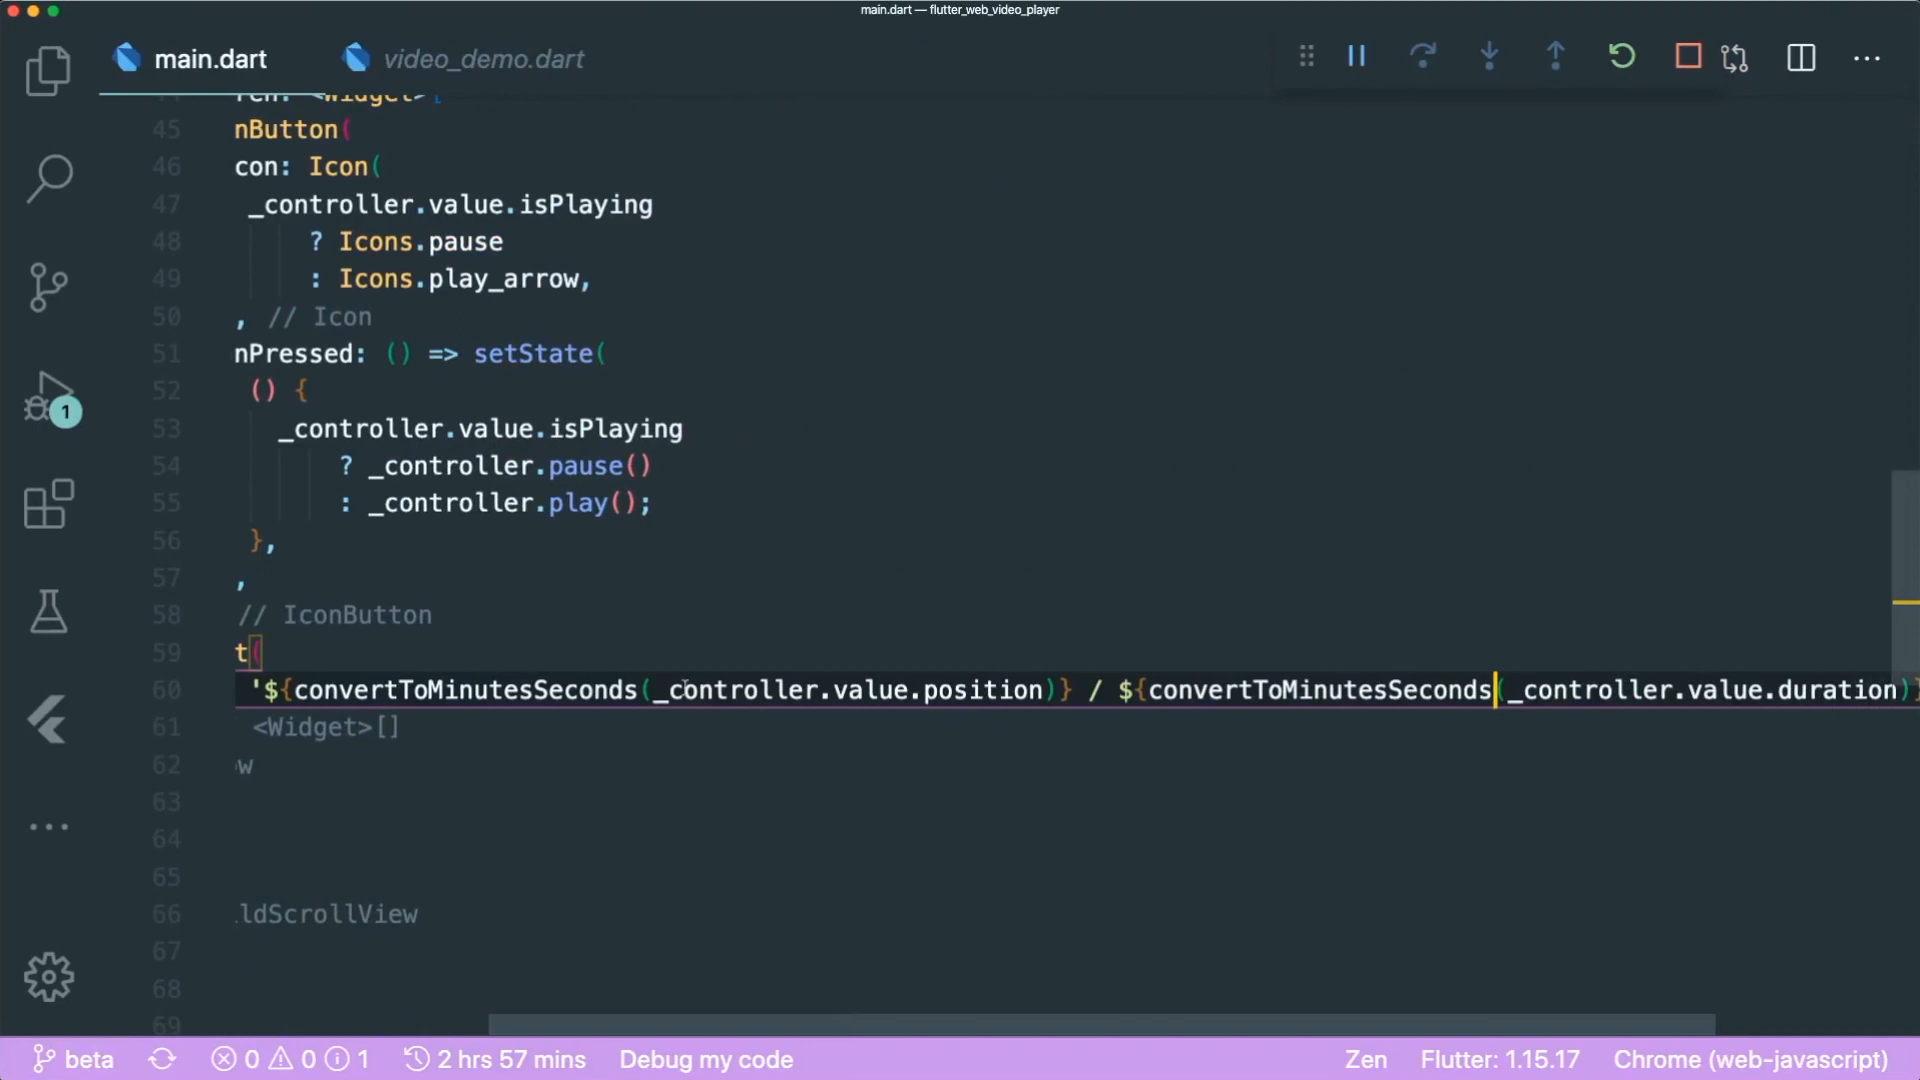 main.dart — flutter_web_video_player
main.dart video_demo.dart
45 nButton(
46 con: Icon(
47 _controller.value.isPlaying
48 ? Icons.pause
49 : Icons.play_arrow,
50 , // Icon
51 nPressed: () => setState(
52 () {
53 _controller.value.isPlaying
54 ? _controller.pause()
55 : _controller.play();
56 },
57 ,
58 // IconButton
59 t(
60 '${convertToMinutesSeconds(_controller.value.position)} / ${convertToMinutesSeconds(_controller.value.duration)}
61 <Widget>[]
62 ow
63
64
65
66 ildScrollView
67
68
69
1
beta 0 0 1 2 hrs 57 mins Debug my code Zen Flutter: 1.15.17 Chrome (web-javascript)